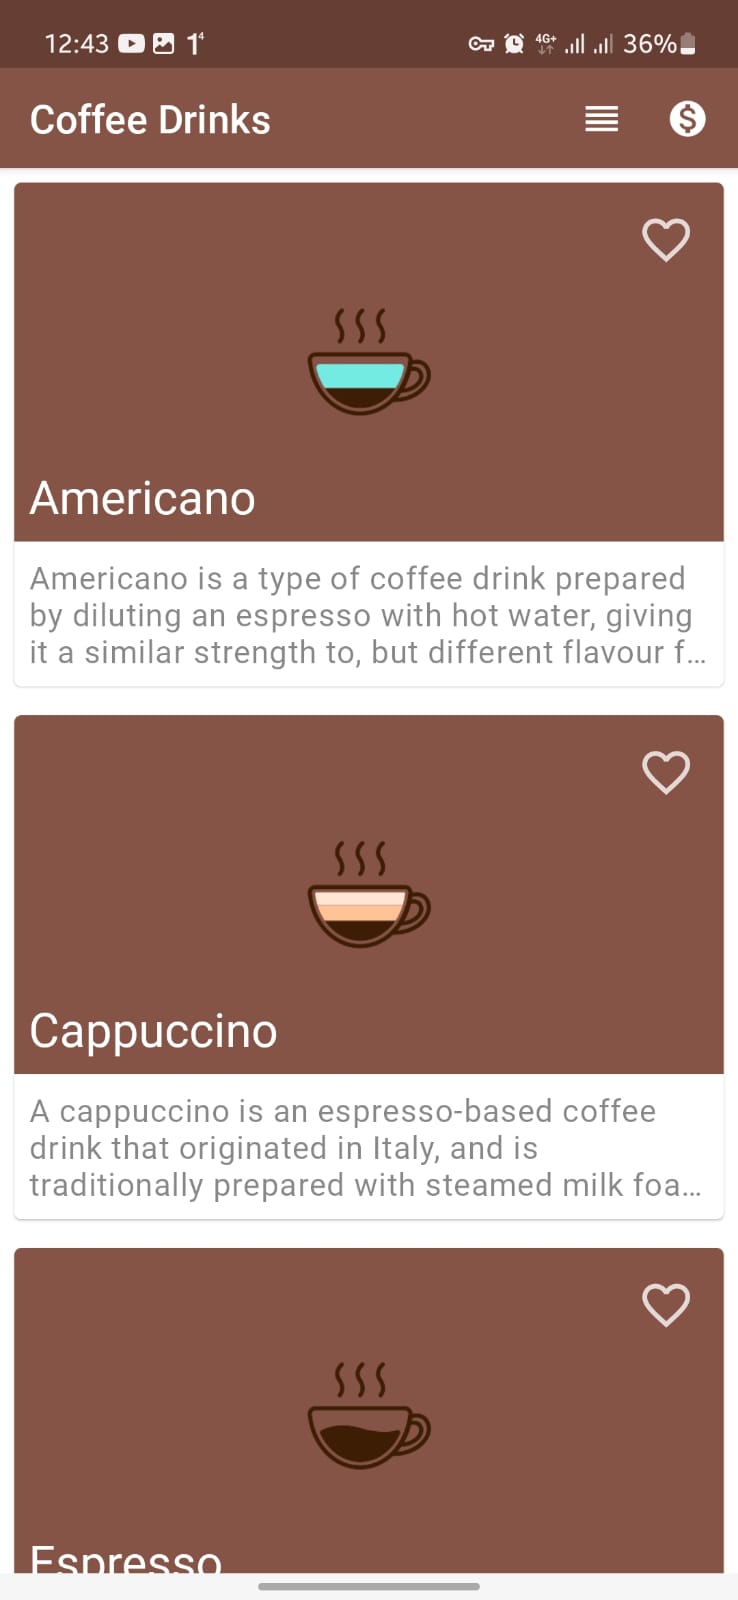 12:43 1⁴ 4G+ 36%
Coffee Drinks $
Americano
Americano is a type of coffee drink prepared
by diluting an espresso with hot water, giving
it a similar strength to, but different flavour f...
Cappuccino
A cappuccino is an espresso-based coffee
drink that originated in Italy, and is
traditionally prepared with steamed milk foa...
Espresso